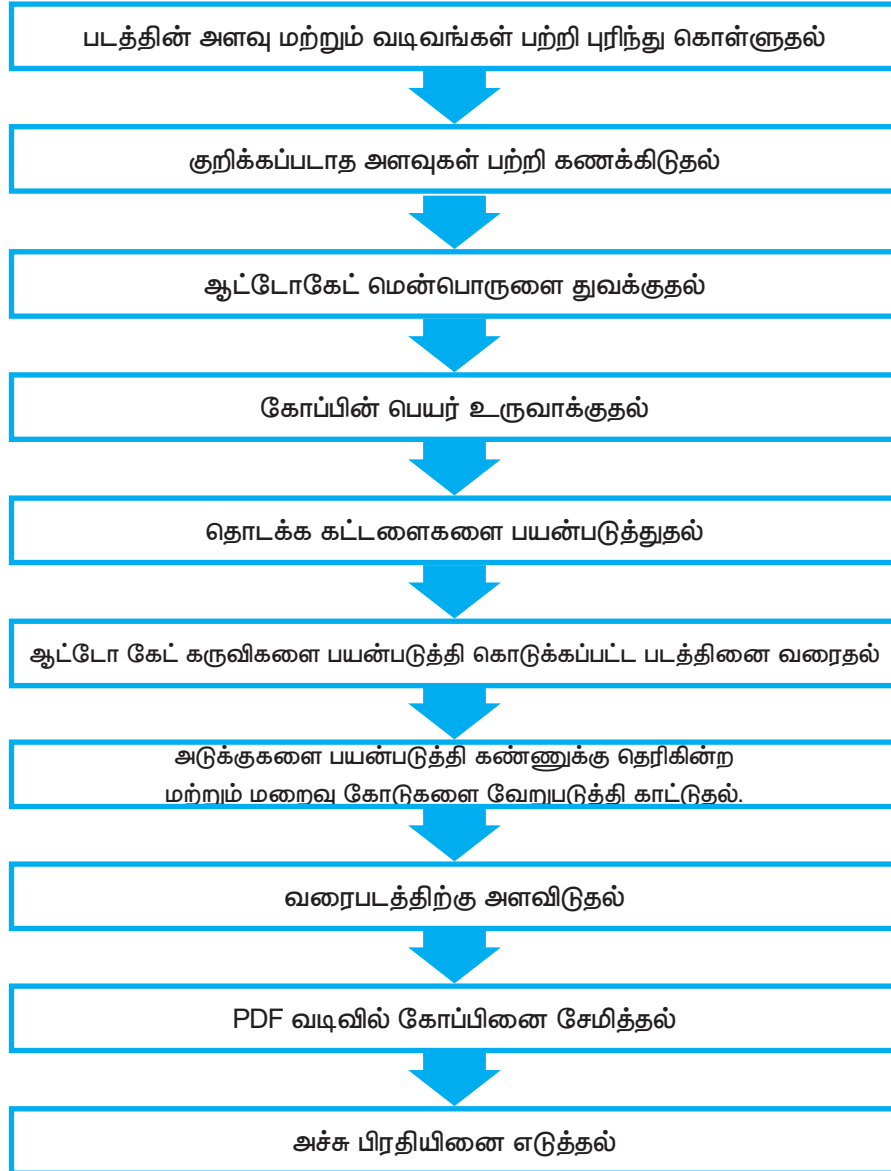 படத்தின் அளவு மற்றும் வடிவங்கள் பற்றி புரிந்து கொள்ளுதல்
குறிக்கப்படாத அளவுகள் பற்றி கணக்கிடுதல்
ஆட்டோகேட் மென்பொருளை துவக்குதல்
கோப்பின் பெயர் உருவாக்குதல்
தொடக்க கட்டளைகளை பயன்படுத்துதல்
ஆட்டோ கேட் கருவிகளை பயன்படுத்தி கொடுக்கப்பட்ட படத்தினை வரைதல்
அடுக்குகளை பயன்படுத்தி கண்ணுக்கு தெரிகின்ற
மற்றும் மறைவு கோடுகளை வேறுபடுத்தி காட்டுதல்.
வரைபடத்திற்கு அளவிடுதல்
PDF வடிவில் கோப்பினை சேமித்தல்
அச்சு பிரதியினை எடுத்தல்